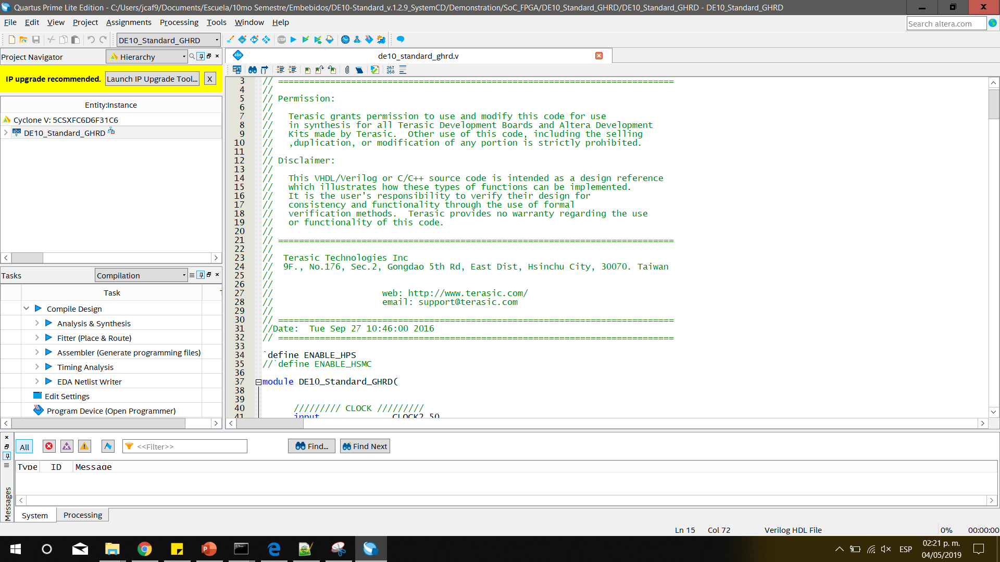 Quartus Prime Lite Edition - C:/Users/jcaf9/Documents/Escuela/10mo Semestre/Embebidos/DE10-Standard_v.1.2.9_SystemCD/Demonstration/SoC_FPGA/DE10_Standard_GHRD/DE10_Standard_GHRD - DE10_Standard_GHRD
File Edit View Project Assignments Processing Tools Window Help
Search altera.com
DE10_Standard_GHRD
STOP
Project Navigator
Hierarchy
IP upgrade recommended.
Launch IP Upgrade Tool...
X
Entity:Instance
Cyclone V: 5CSXFC6D6F31C6
abc
DE10_Standard_GHRD
Tasks
Compilation
Task
Compile Design
Analysis & Synthesis
Fitter (Place & Route)
Assembler (Generate programming files)
Timing Analysis
EDA Netlist Writer
Edit Settings
Program Device (Open Programmer)
abc
de10_standard_ghrd.v
267
268
3 // ============================================================================
4 //
5 // Permission:
6 //
7 //   Terasic grants permission to use and modify this code for use
8 //   in synthesis for all Terasic Development Boards and Altera Development
9 //   Kits made by Terasic.  Other use of this code, including the selling
10 //   ,duplication, or modification of any portion is strictly prohibited.
11 //
12 // Disclaimer:
13 //
14 //   This VHDL/Verilog or C/C++ source code is intended as a design reference
15 //   which illustrates how these types of functions can be implemented.
16 //   It is the user's responsibility to verify their design for
17 //   consistency and functionality through the use of formal
18 //   verification methods.  Terasic provides no warranty regarding the use
19 //   or functionality of this code.
20 //
21 // ============================================================================
22 //
23 //  Terasic Technologies Inc
24 //  9F., No.176, Sec.2, Gongdao 5th Rd, East Dist, Hsinchu City, 30070. Taiwan
25 //
26 //
27 //                     web: http://www.terasic.com/
28 //                     email: support@terasic.com
29 //
30 // ============================================================================
31 //Date:  Tue Sep 27 10:46:00 2016
32 // ============================================================================
33
34 `define ENABLE_HPS
35 //`define ENABLE_HSMC
36
37 module DE10_Standard_GHRD(
38
39
40       ///////// CLOCK /////////
41       input              CLOCK2_50
All
<<Filter>>
Find...
Find Next
Type ID Message
Messages
System
Processing
Ln 15 Col 72 Verilog HDL File 0% 00:00:00
ESP
02:21 p. m.
04/05/2019